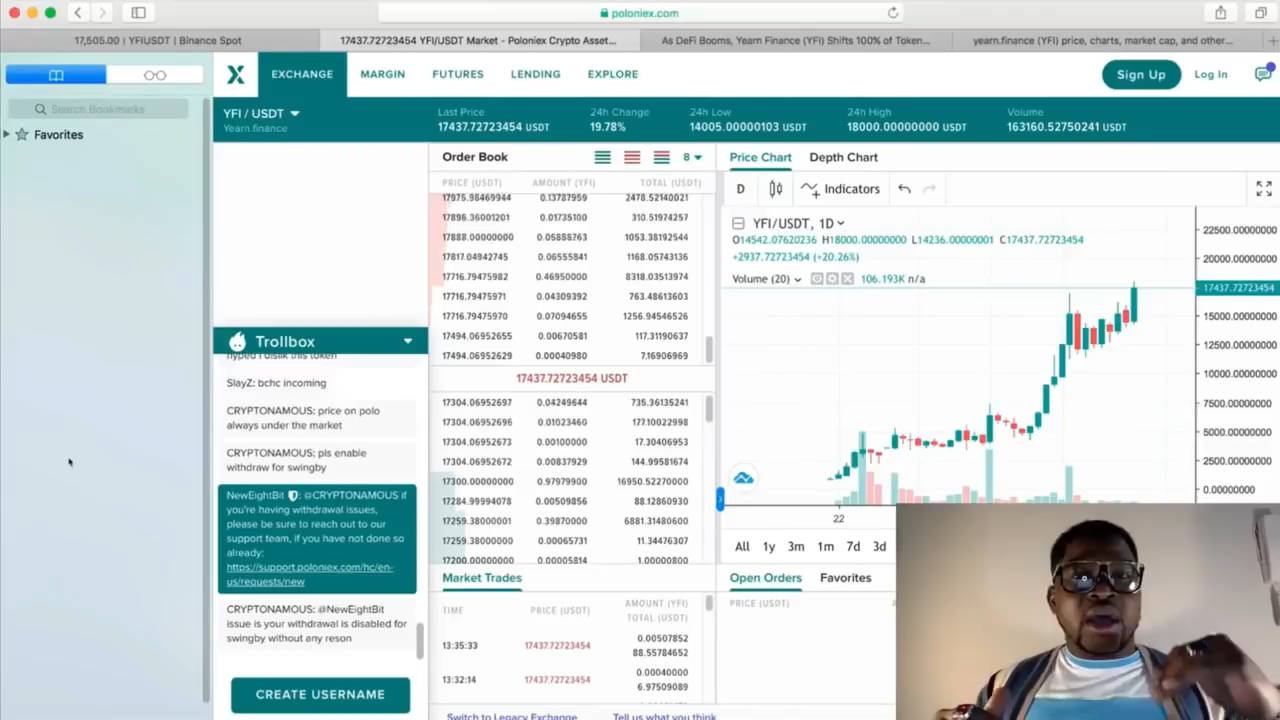 poloniex.com
17,505.00 | YFIUSDT | Binance Spot
17437.72723454 YFI/USDT Market - Poloniex Crypto Asset...
As DeFi Booms, Yearn Finance (YFI) Shifts 100% of Token...
yearn.finance (YFI) price, charts, market cap, and other...
Search Bookmarks
Favorites
EXCHANGE
MARGIN
FUTURES
LENDING
EXPLORE
Sign Up
Log In
YFI / USDT
Yearn.finance
Last Price
17437.72723454 USDT
24h Change
19.78%
24h Low
14005.00000103 USDT
24h High
18000.00000000 USDT
Volume
163160.52750241 USDT
Trollbox
hyped I dislik this token
SlayZ: bchc incoming
CRYPTONAMOUS: price on polo
always under the market
CRYPTONAMOUS: pls enable
withdraw for swingby
NewEightBit : @CRYPTONAMOUS if
you're having withdrawal issues,
please be sure to reach out to our
support team, if you have not done so
already:
https://support.poloniex.com/hc/en-
us/requests/new
CRYPTONAMOUS: @NewEightBit
issue is your withdrawal is disabled for
swingby without any reson
CREATE USERNAME
Order Book
8
PRICE (USDT) AMOUNT (YFI) TOTAL (USDT)
17975.98469944 0.13787959 2478.52140021
17896.36001201 0.01735100 310.51974257
17888.00000000 0.05888763 1053.38192544
17817.04942745 0.06555841 1168.05743136
17716.79475982 0.46950000 8318.03513974
17716.79475971 0.04309392 763.48613603
17716.79475970 0.07094655 1256.94546526
17494.06952655 0.00670581 117.31190637
17494.06952629 0.00040980 7.16906969
17437.72723454 USDT
17304.06952697 0.04249644 735.36135241
17304.06952696 0.01023460 177.10022998
17304.06952673 0.00100000 17.30406953
17304.06952672 0.00837929 144.99581674
17300.00000000 0.97979900 16950.52270000
17284.99994078 0.00509856 88.12860930
17259.38000001 0.39870000 6881.31480600
17259.38000000 0.00065731 11.34476307
17200.00000000 0.00005814 1.00000800
Market Trades
TIME PRICE (USDT) AMOUNT (YFI)
TOTAL (USDT)
13:35:33 17437.72723454 0.00507852
88.55784652
13:32:14 17437.72723454 0.00040000
6.97509089
Switch to Legacy Exchange
Tell us what you think
Price Chart
Depth Chart
D
Indicators
YFI/USDT, 1D
O14542.07620236 H18000.00000000 L14236.00000001 C17437.72723454
+2937.72723454 (+20.26%)
Volume (20) 106.193K n/a
22500.00000000
20000.00000000
17437.72723454
15000.00000000
12500.00000000
10000.00000000
7500.00000000
5000.00000000
2500.00000000
0.00000000
22
All 1y 3m 1m 7d 3d
Open Orders
Favorites
PRICE (USDT)